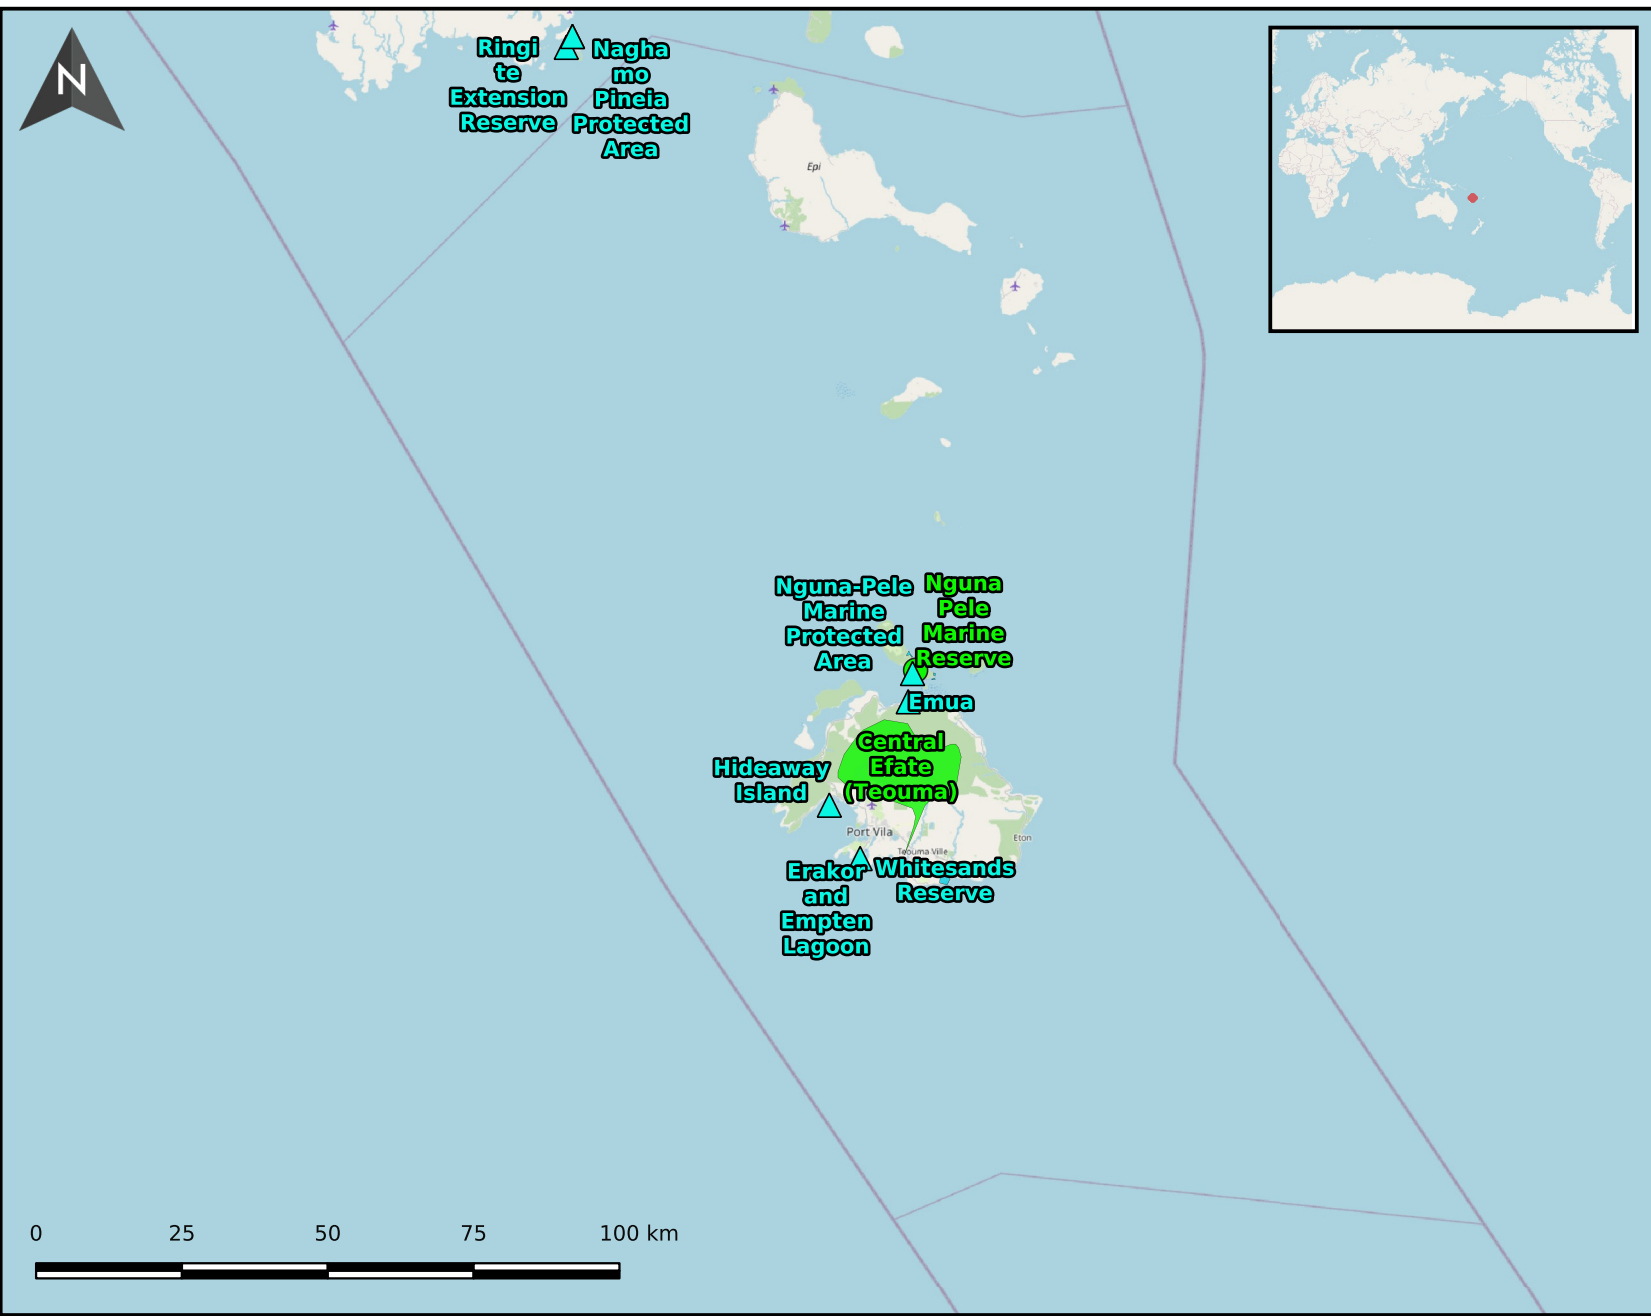 N
Ringi
te
Extension
Reserve
Nagha
mo
Pineia
Protected
Area
Epi
Nguna-Pele
Marine
Protected
Area
Nguna
Pele
Marine
Reserve
Emua
Central
Efate
(Teouma)
Hideaway
Island
Port Vila
Eton
Teouma Ville
Erakor
and
Empten
Lagoon
Whitesands
Reserve
0 25 50 75 100 km